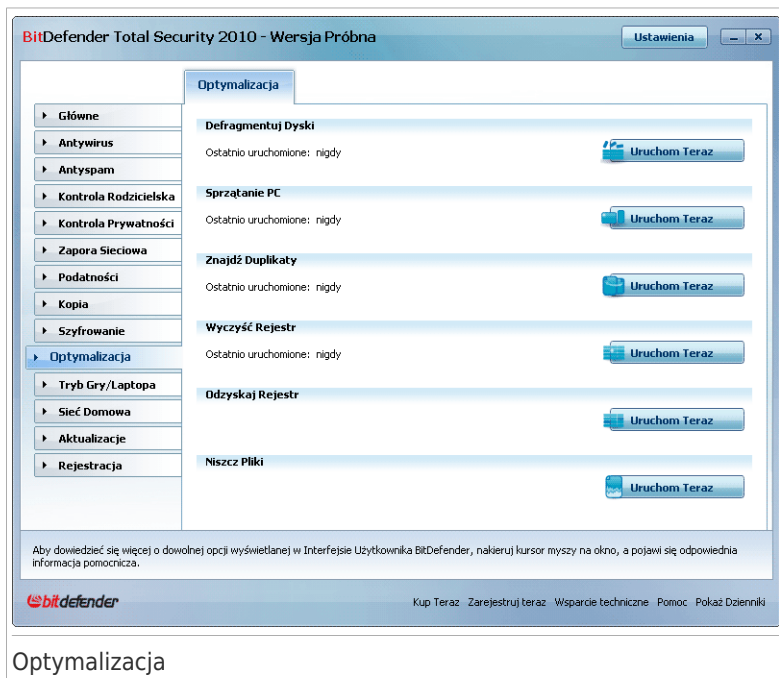 BitDefender Total Security 2010 - Wersja Próbna
Ustawienia
Optymalizacja
Główne
Antywirus
Antyspam
Kontrola Rodzicielska
Kontrola Prywatności
Zapora Sieciowa
Podatności
Kopia
Szyfrowanie
Optymalizacja
Tryb Gry/Laptopa
Sieć Domowa
Aktualizacje
Rejestracja
Defragmentuj Dyski
Ostatnio uruchomione: nigdy
Uruchom Teraz
Sprzątanie PC
Ostatnio uruchomione: nigdy
Uruchom Teraz
Znajdź Duplikaty
Ostatnio uruchomione: nigdy
Uruchom Teraz
Wyczyść Rejestr
Ostatnio uruchomione: nigdy
Uruchom Teraz
Odzyskaj Rejestr
Uruchom Teraz
Niszcz Pliki
Uruchom Teraz
Aby dowiedzieć się więcej o dowolnej opcji wyświetlanej w Interfejsie Użytkownika BitDefender, nakieruj kursor myszy na okno, a pojawi się odpowiednia
informacja pomocnicza.
bitdefender
Kup Teraz Zarejestruj teraz Wsparcie techniczne Pomoc Pokaż Dzienniki
Optymalizacja